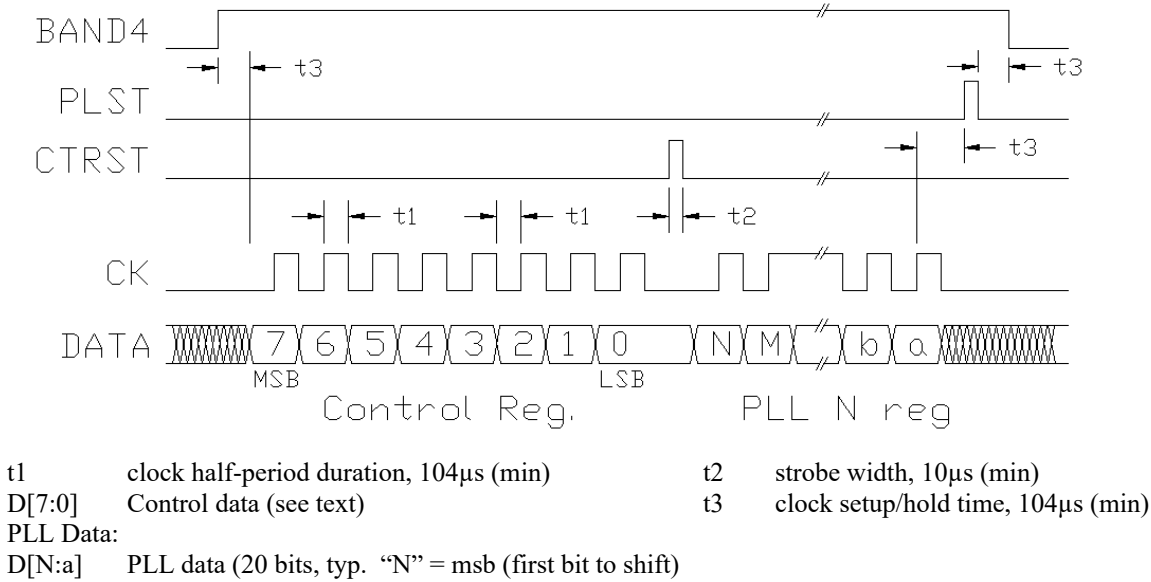 BAND4
t3 t3
PLST
t3
CTRST
t1 t1 t2
CK
DATA 7 6 5 4 3 2 1 0 N M b a
MSB LSB
Control Reg. PLL N reg
t1 clock half-period duration, 104µs (min) t2 strobe width, 10µs (min)
D[7:0] Control data (see text) t3 clock setup/hold time, 104µs (min)
PLL Data:
D[N:a] PLL data (20 bits, typ. “N” = msb (first bit to shift)